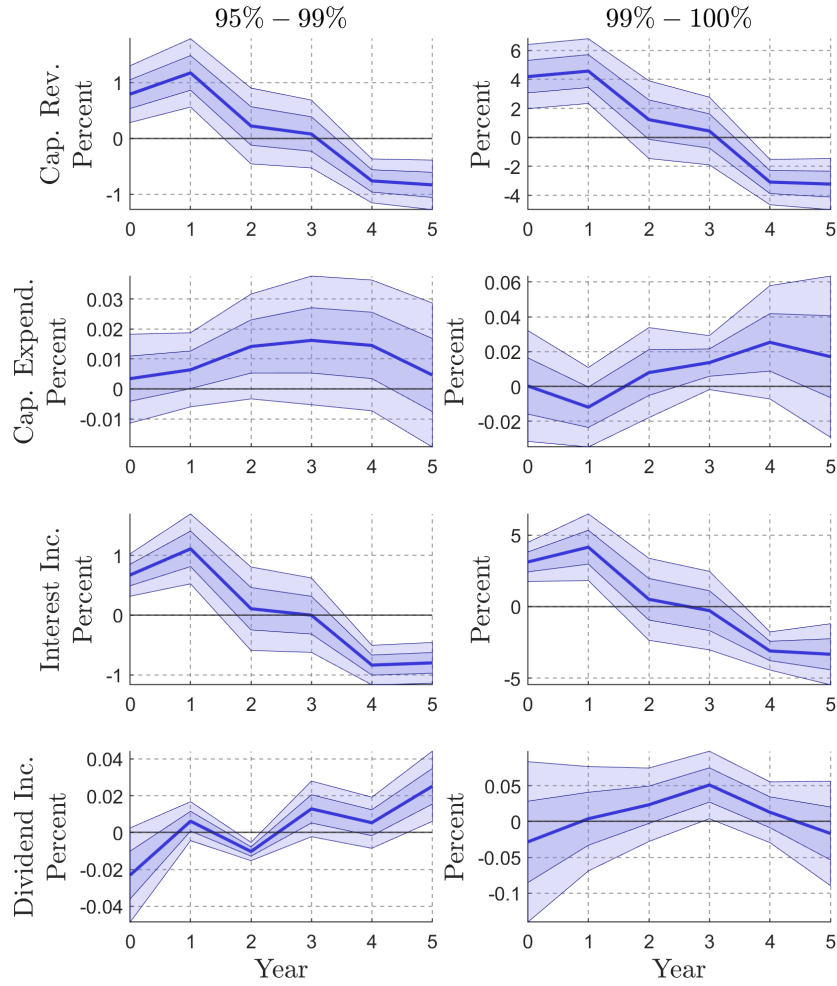 95% – 99%
99% – 100%
Cap. Rev.
Percent
1
0
-1
0 1 2 3 4 5
Percent
6
4
2
0
-2
-4
0 1 2 3 4 5
Cap. Expend.
Percent
0.03
0.02
0.01
0
-0.01
0 1 2 3 4 5
Percent
0.06
0.04
0.02
0
-0.02
0 1 2 3 4 5
Interest Inc.
Percent
1
0
-1
0 1 2 3 4 5
Percent
5
0
-5
0 1 2 3 4 5
Dividend Inc.
Percent
0.04
0.02
0
-0.02
-0.04
0 1 2 3 4 5
Year
Percent
0.05
0
-0.05
-0.1
0 1 2 3 4 5
Year